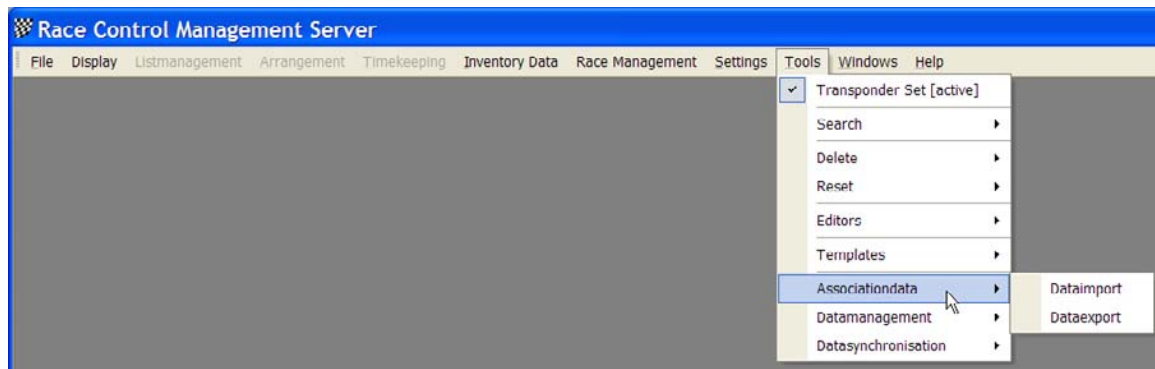 Race Control Management Server
File Display Listmanagement Arrangement Timekeeping Inventory Data Race Management Settings Tools Windows Help
Transponder Set [active]
Search
Delete
Reset
Editors
Templates
Associationdata
Dataimport
Datamanagement
Dataexport
Datasynchronisation